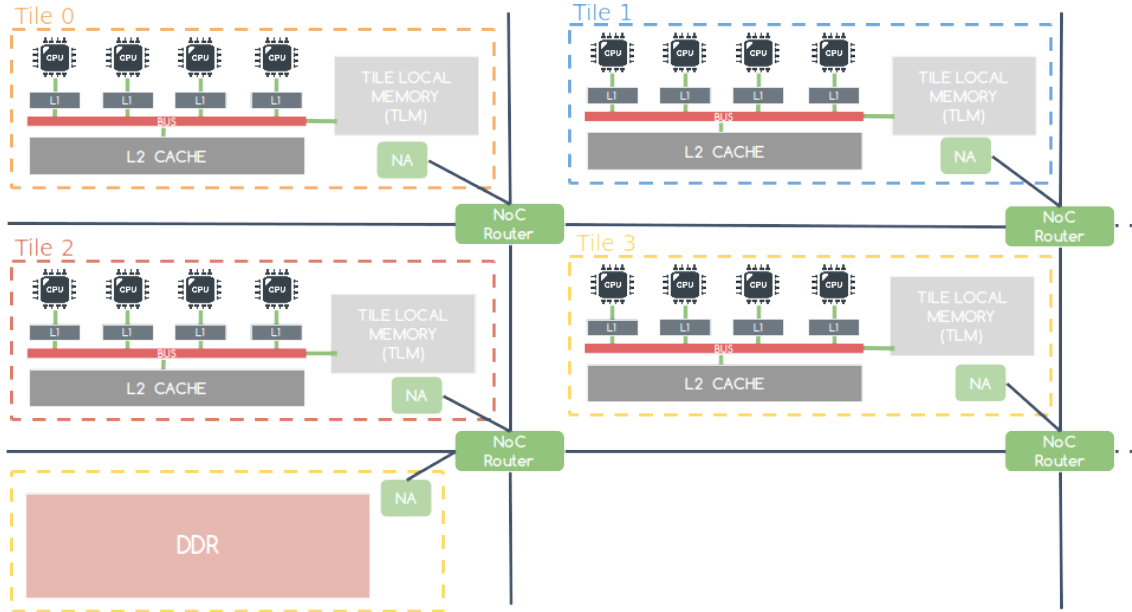 Tile 0
CPU CPU CPU CPU
L1 L1 L1 L1
BUS
L2 CACHE
TILE LOCAL
MEMORY
(TLM)
NA
NoC
Router
Tile 1
CPU CPU CPU CPU
L1 L1 L1 L1
BUS
L2 CACHE
TILE LOCAL
MEMORY
(TLM)
NA
NoC
Router
Tile 2
CPU CPU CPU CPU
L1 L1 L1 L1
BUS
L2 CACHE
TILE LOCAL
MEMORY
(TLM)
NA
NoC
Router
Tile 3
CPU CPU CPU CPU
L1 L1 L1 L1
BUS
L2 CACHE
TILE LOCAL
MEMORY
(TLM)
NA
NoC
Router
NA
DDR